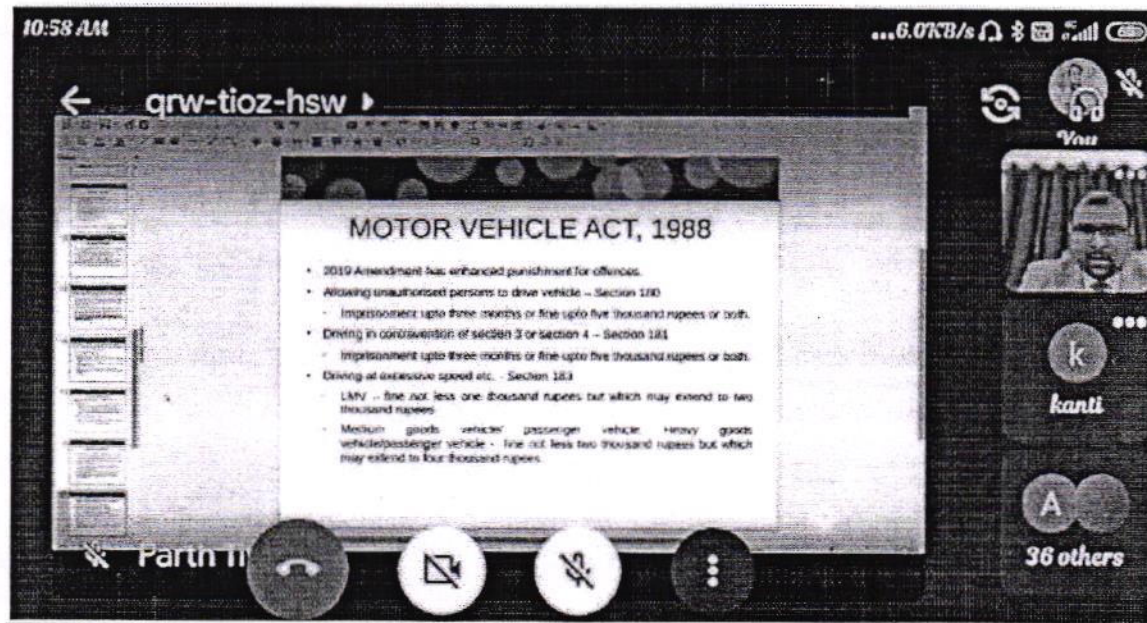 10:58 AM
...6.0KB/s
qrw-tioz-hsw
You
MOTOR VEHICLE ACT, 1988
• 2019 Amendment has enhanced punishment for offences.
• Allowing unauthorised persons to drive vehicle – Section 180
- Imprisonment upto three months or fine upto five thousand rupees or both.
• Driving in contravention of section 3 or section 4 – Section 181
- Imprisonment upto three months or fine upto five thousand rupees or both.
• Driving at excessive speed etc. - Section 183
- LMV – fine not less one thousand rupees but which may extend to two
thousand rupees
- Medium goods vehicle/ passenger vehicle Heavy goods
vehicle/passenger vehicle - fine not less two thousand rupees but which
may extend to four thousand rupees.
k
kanti
A
36 others
Parth